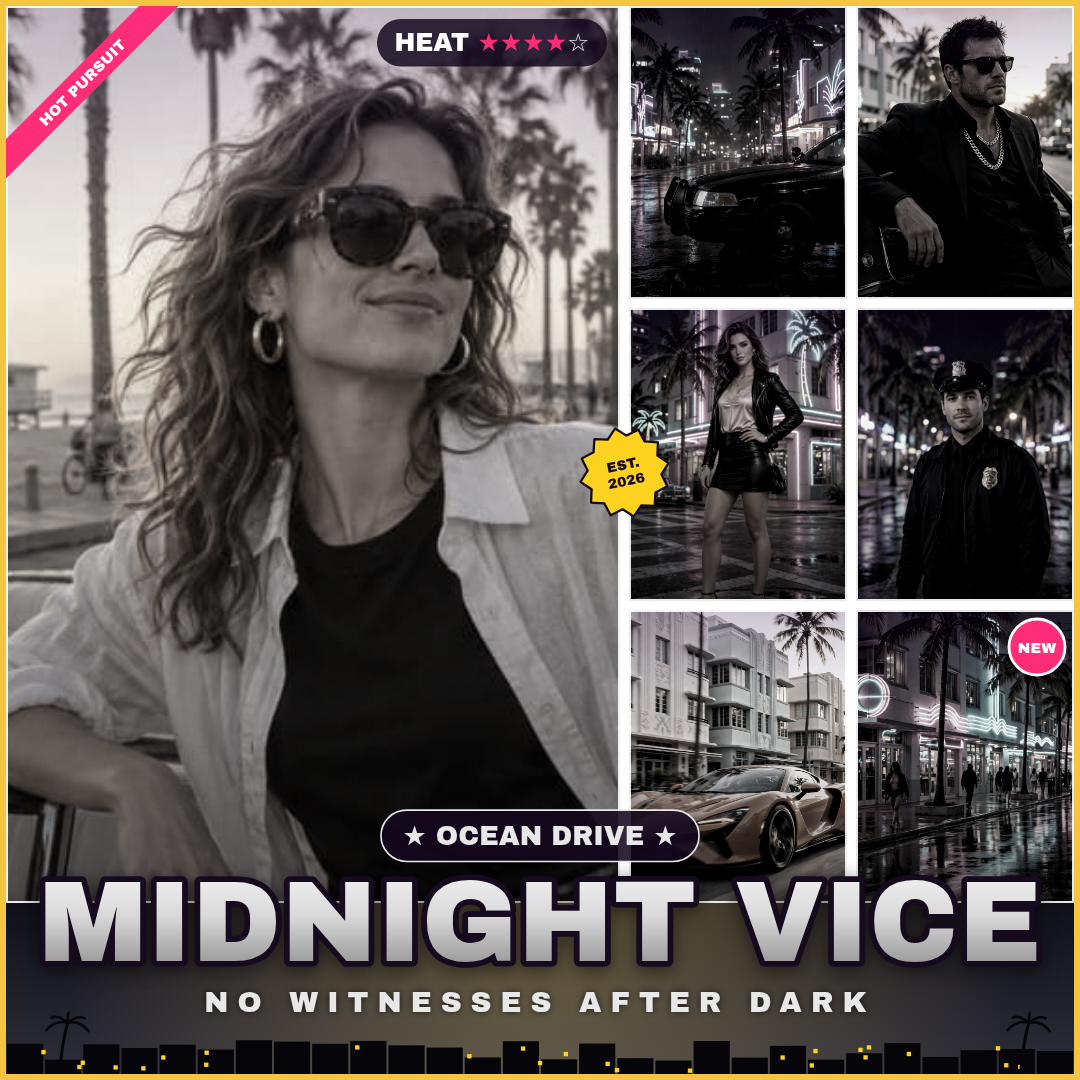 HOT PURSUIT
HEAT ★★★★☆
EST.
2026
NEW
★ OCEAN DRIVE ★
MIDNIGHT VICE
NO WITNESSES AFTER DARK